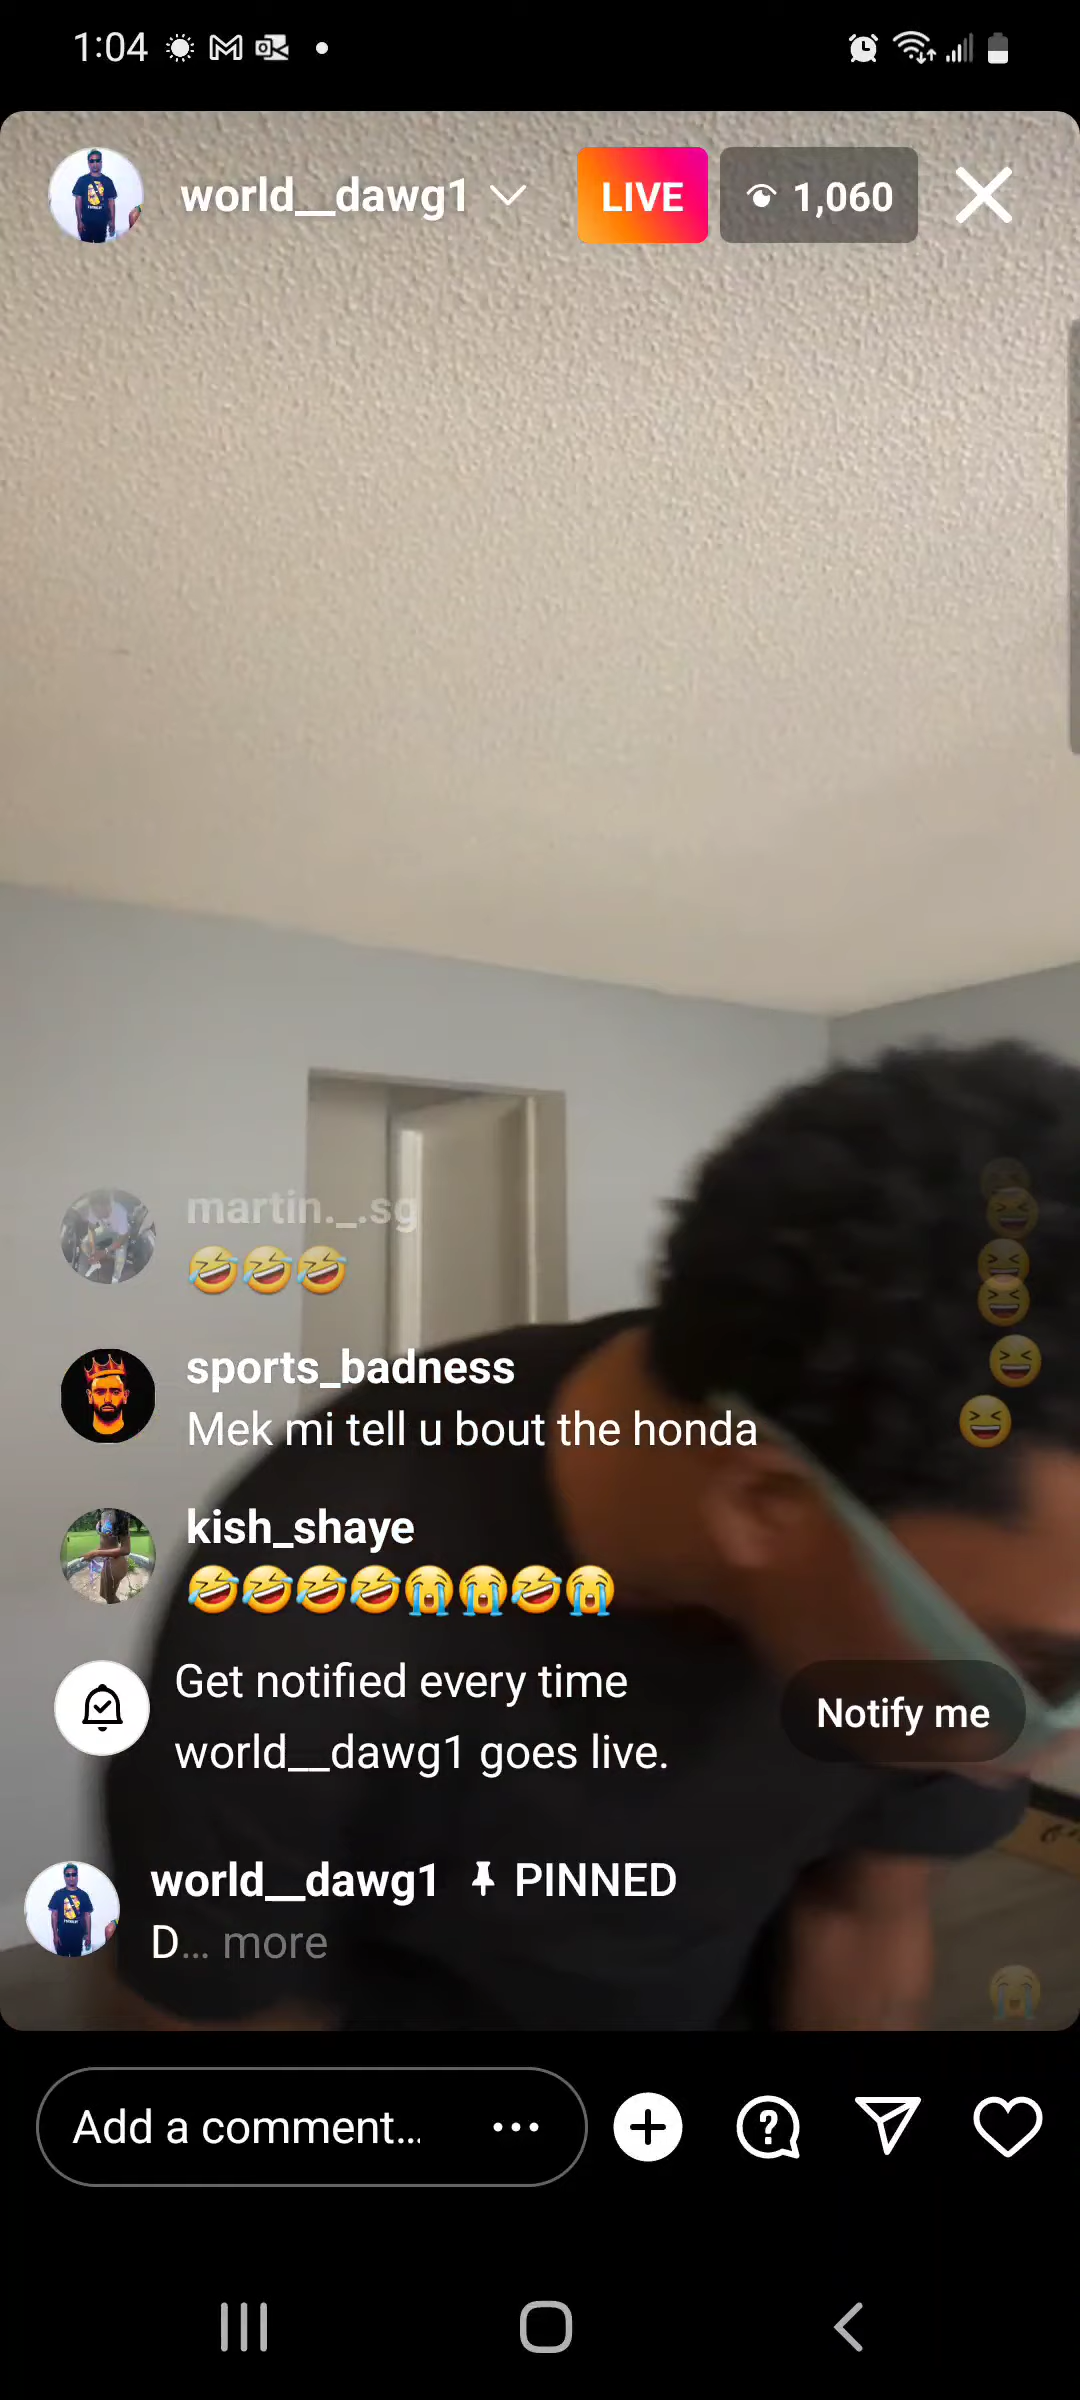 1:04
world__dawg1
LIVE
1,060
martin._.sg
🤣🤣🤣
sports_badness
Mek mi tell u bout the honda
kish_shaye
🤣🤣🤣🤣😭😭🤣😭
Get notified every time
world__dawg1 goes live.
Notify me
world__dawg1 PINNED
D... more
Add a comment...